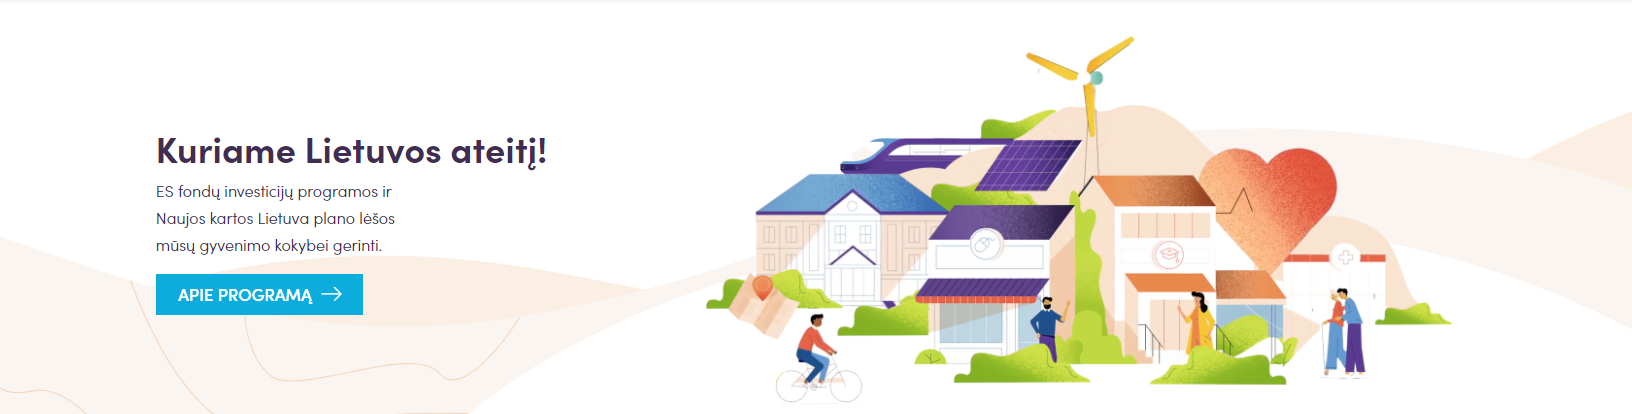 Kuriame Lietuvos ateitį!
ES fondų investicijų programos ir
Naujos kartos Lietuva plano lėšos
mūsų gyvenimo kokybei gerinti.
APIE PROGRAMĄ